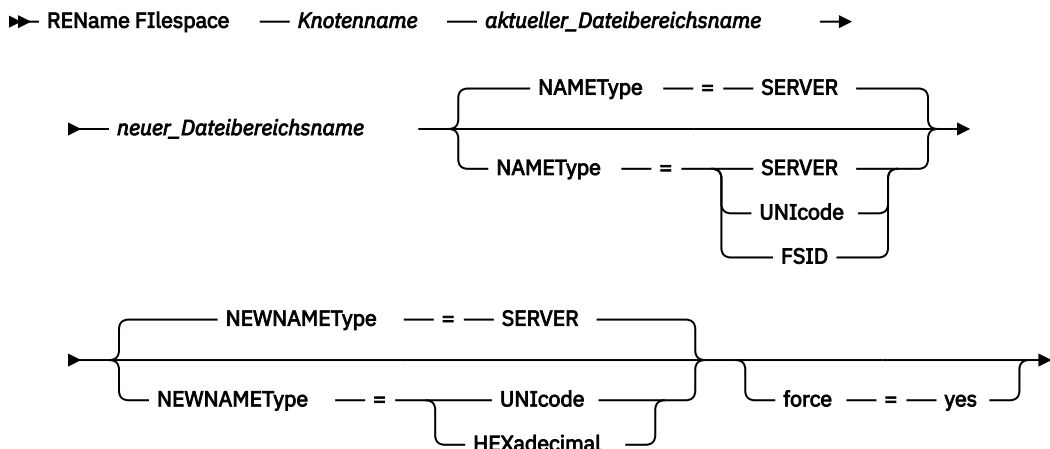 REName FIlespace Knotenname aktueller_Dateibereichsname
NAMEType = SERVER
neuer_Dateibereichsname
NAMEType = SERVER
UNIcode
FSID
NEWNAMEType = SERVER
NEWNAMEType = UNIcode
HEXadecimal
force = yes